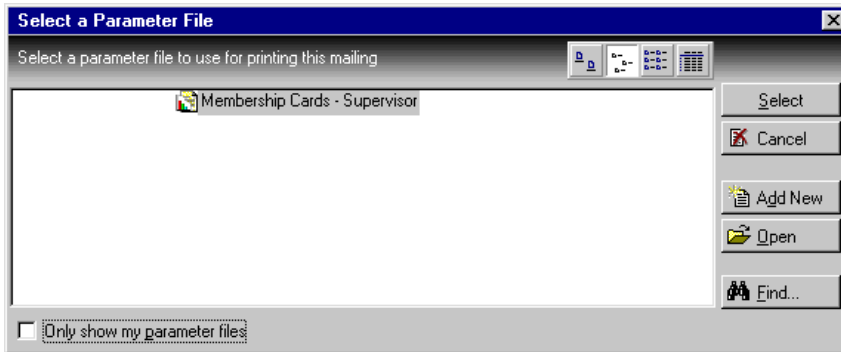 Select a Parameter File
Select a parameter file to use for printing this mailing
Membership Cards - Supervisor
Select
Cancel
Add New
Open
Find...
Only show my parameter files